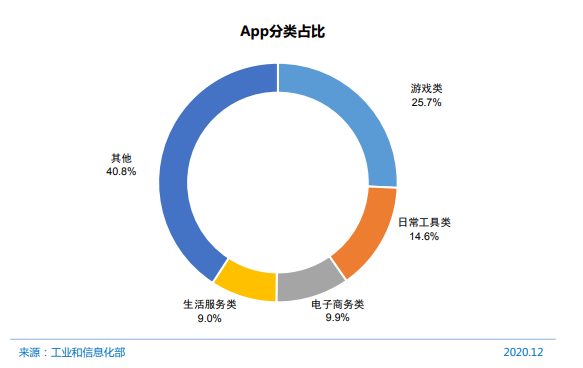 App分类占比
游戏类
25.7%
其他
40.8%
日常工具类
14.6%
生活服务类
9.0%
电子商务类
9.9%
来源：工业和信息化部
2020.12